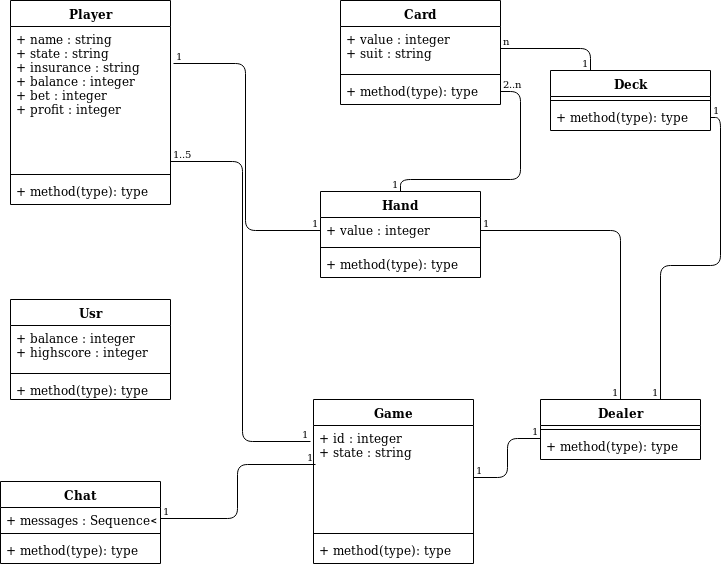 Player
+ name : string
+ state : string
+ insurance : string
+ balance : integer
+ bet : integer
+ profit : integer
+ method(type): type
1
1..5
Card
+ value : integer
+ suit : string
+ method(type): type
n
2..n
1
Deck
+ method(type): type
1
1
1
Hand
+ value : integer
+ method(type): type
1
Usr
+ balance : integer
+ highscore : integer
+ method(type): type
Game
+ id : integer
+ state : string
+ method(type): type
1
1
1
1
1
1
Dealer
+ method(type): type
Chat
+ messages : Sequence<
+ method(type): type
1